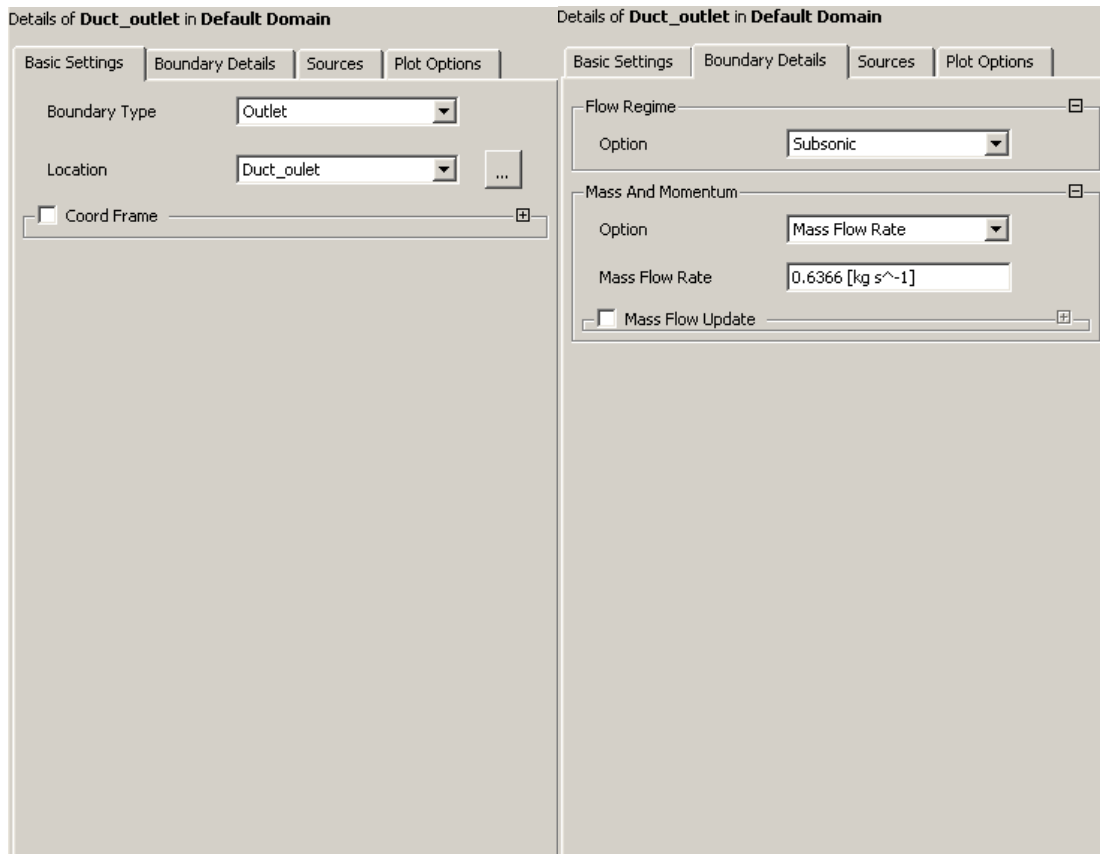 Details of Duct_outlet in Default Domain
Basic Settings Boundary Details Sources Plot Options
Boundary Type Outlet
Location Duct_oulet ...
Coord Frame
Details of Duct_outlet in Default Domain
Basic Settings Boundary Details Sources Plot Options
Flow Regime
Option Subsonic
Mass And Momentum
Option Mass Flow Rate
Mass Flow Rate 0.6366 [kg s^-1]
Mass Flow Update